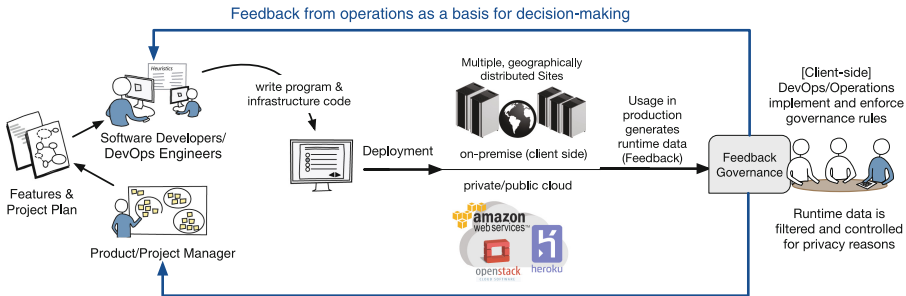 Feedback from operations as a basis for decision-making
Heuristics
Software Developers/
DevOps Engineers
write program &
infrastructure code
Features &
Project Plan
Product/Project Manager
Deployment
Multiple, geographically
distributed Sites
on-premise (client side)
private/public cloud
amazon
webservices™
openstack
CLOUD SOFTWARE
heroku
Usage in
production
generates
runtime data
(Feedback)
Feedback
Governance
[Client-side]
DevOps/Operations
implement and enforce
governance rules
Runtime data is
filtered and controlled
for privacy reasons